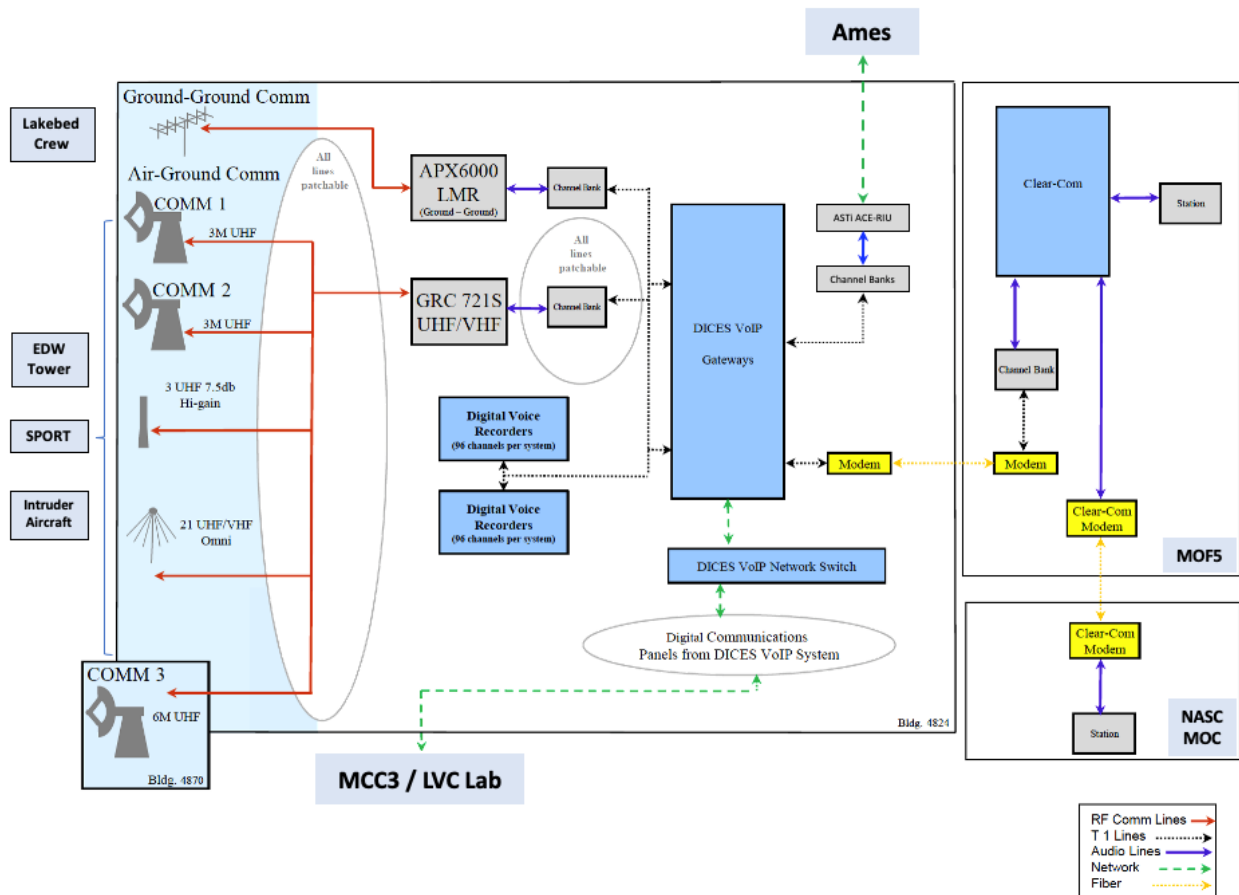 Ames
Ground-Ground Comm
Lakebed
Crew
Air-Ground Comm
COMM 1
3M UHF
COMM 2
3M UHF
EDW
Tower
3 UHF 7.5db
Hi-gain
SPORT
Intruder
Aircraft
21 UHF/VHF
Omni
COMM 3
6M UHF
Bldg. 4870
All
lines
patchable
APX6000
LMR
(Ground – Ground)
Channel Bank
All
lines
patchable
GRC 721S
UHF/VHF
Channel Bank
Digital Voice
Recorders
(96 channels per system)
Digital Voice
Recorders
(96 channels per system)
DICES VoIP
Gateways
ASTi ACE-RIU
Channel Banks
Modem
DICES VoIP Network Switch
Digital Communications
Panels from DICES VoIP System
Bldg. 4824
MCC3 / LVC Lab
Clear-Com
Station
Channel Bank
Modem
Clear-Com
Modem
MOF5
Clear-Com
Modem
Station
NASC
MOC
RF Comm Lines
T 1 Lines
Audio Lines
Network
Fiber